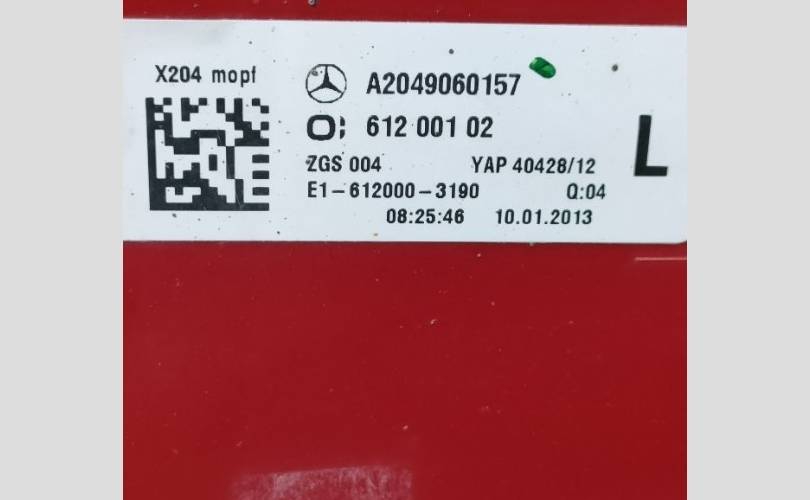 X204 mopf
A2049060157
612 001 02
L
ZGS 004 YAP 40428/12
E1-612000-3190 Q:04
08:25:46 10.01.2013